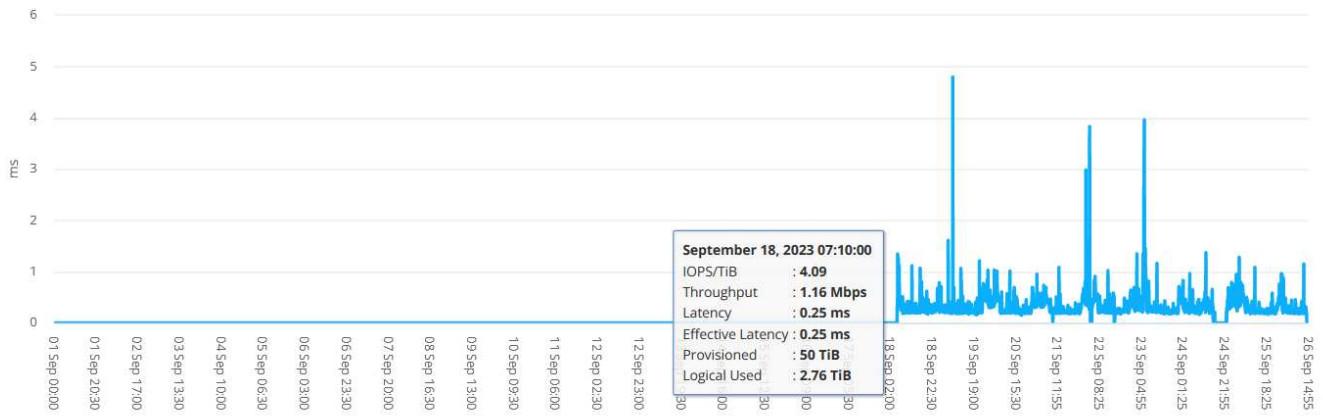 6
5
4
3
2
1
0
ms
September 18, 2023 07:10:00
IOPS/TiB : 4.09
Throughput : 1.16 Mbps
Latency : 0.25 ms
Effective Latency : 0.25 ms
Provisioned : 50 TiB
Logical Used : 2.76 TiB
01 Sep 00:00
01 Sep 20:30
02 Sep 17:00
03 Sep 13:30
04 Sep 10:00
05 Sep 06:30
06 Sep 03:00
06 Sep 23:30
07 Sep 20:00
08 Sep 16:30
09 Sep 13:00
10 Sep 09:30
11 Sep 06:00
12 Sep 02:30
12 Sep 23:00
18 Sep 02:00
18 Sep 22:30
19 Sep 19:00
20 Sep 15:30
21 Sep 11:55
22 Sep 08:25
23 Sep 04:55
24 Sep 01:25
24 Sep 21:55
25 Sep 18:25
26 Sep 14:55